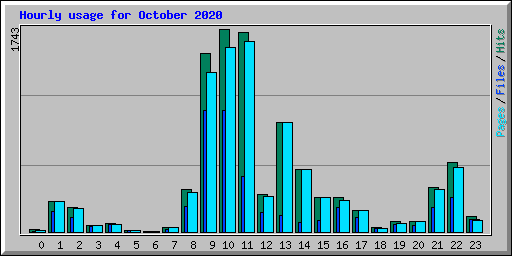 Hourly usage for October 2020
1743
Pages/Files/Hits
0 1 2 3 4 5 6 7 8 9 10 11 12 13 14 15 16 17 18 19 20 21 22 23